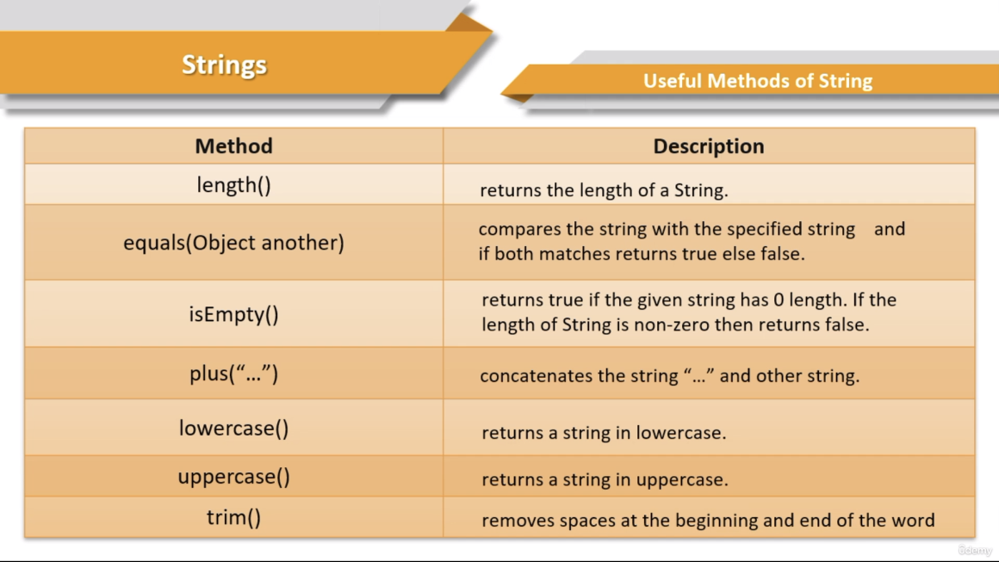 Strings
Useful Methods of String
Method
Description
length()
returns the length of a String.
equals(Object another)
compares the string with the specified string and
if both matches returns true else false.
isEmpty()
returns true if the given string has 0 length. If the
length of String is non-zero then returns false.
plus(“...”)
concatenates the string “...” and other string.
lowercase()
returns a string in lowercase.
uppercase()
returns a string in uppercase.
trim()
removes spaces at the beginning and end of the word
ûdemy